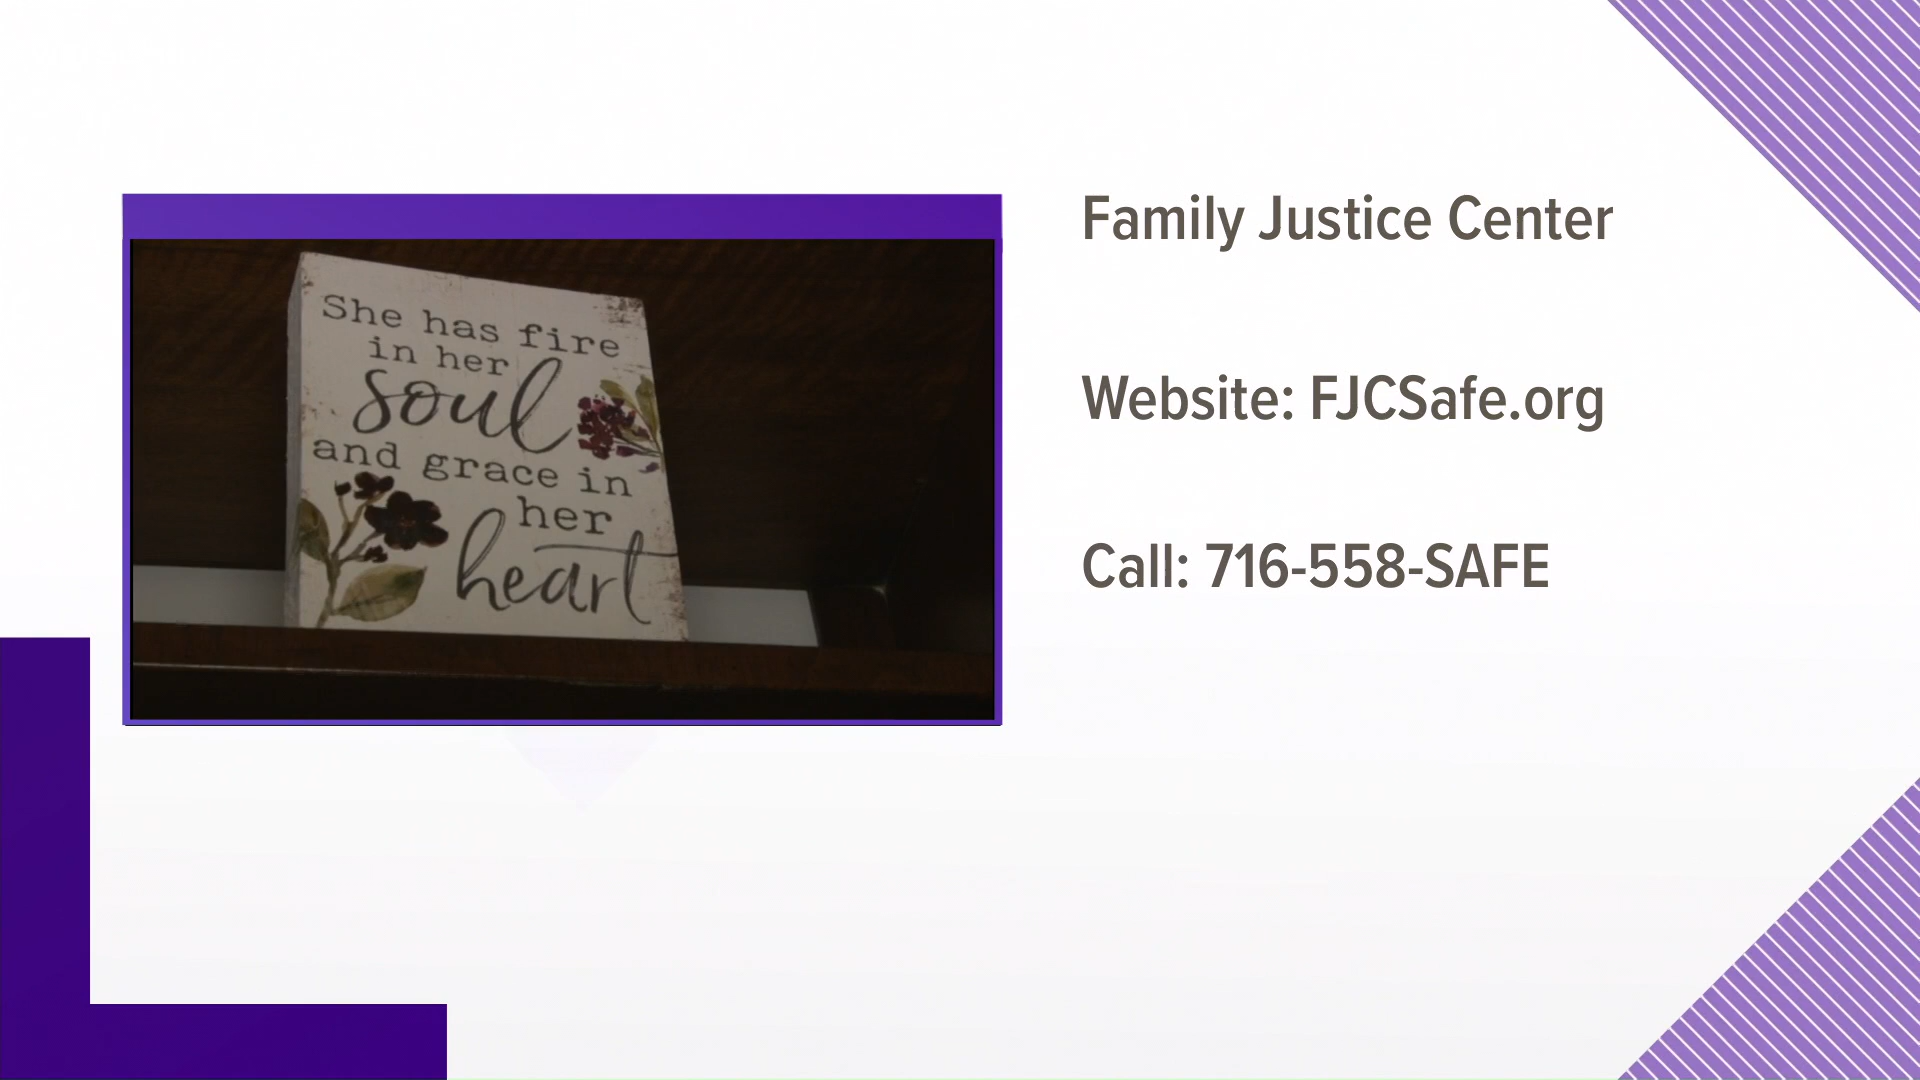 She has fire
in her
soul
and grace in
her
heart
Family Justice Center
Website: FJCSafe.org
Call: 716-558-SAFE